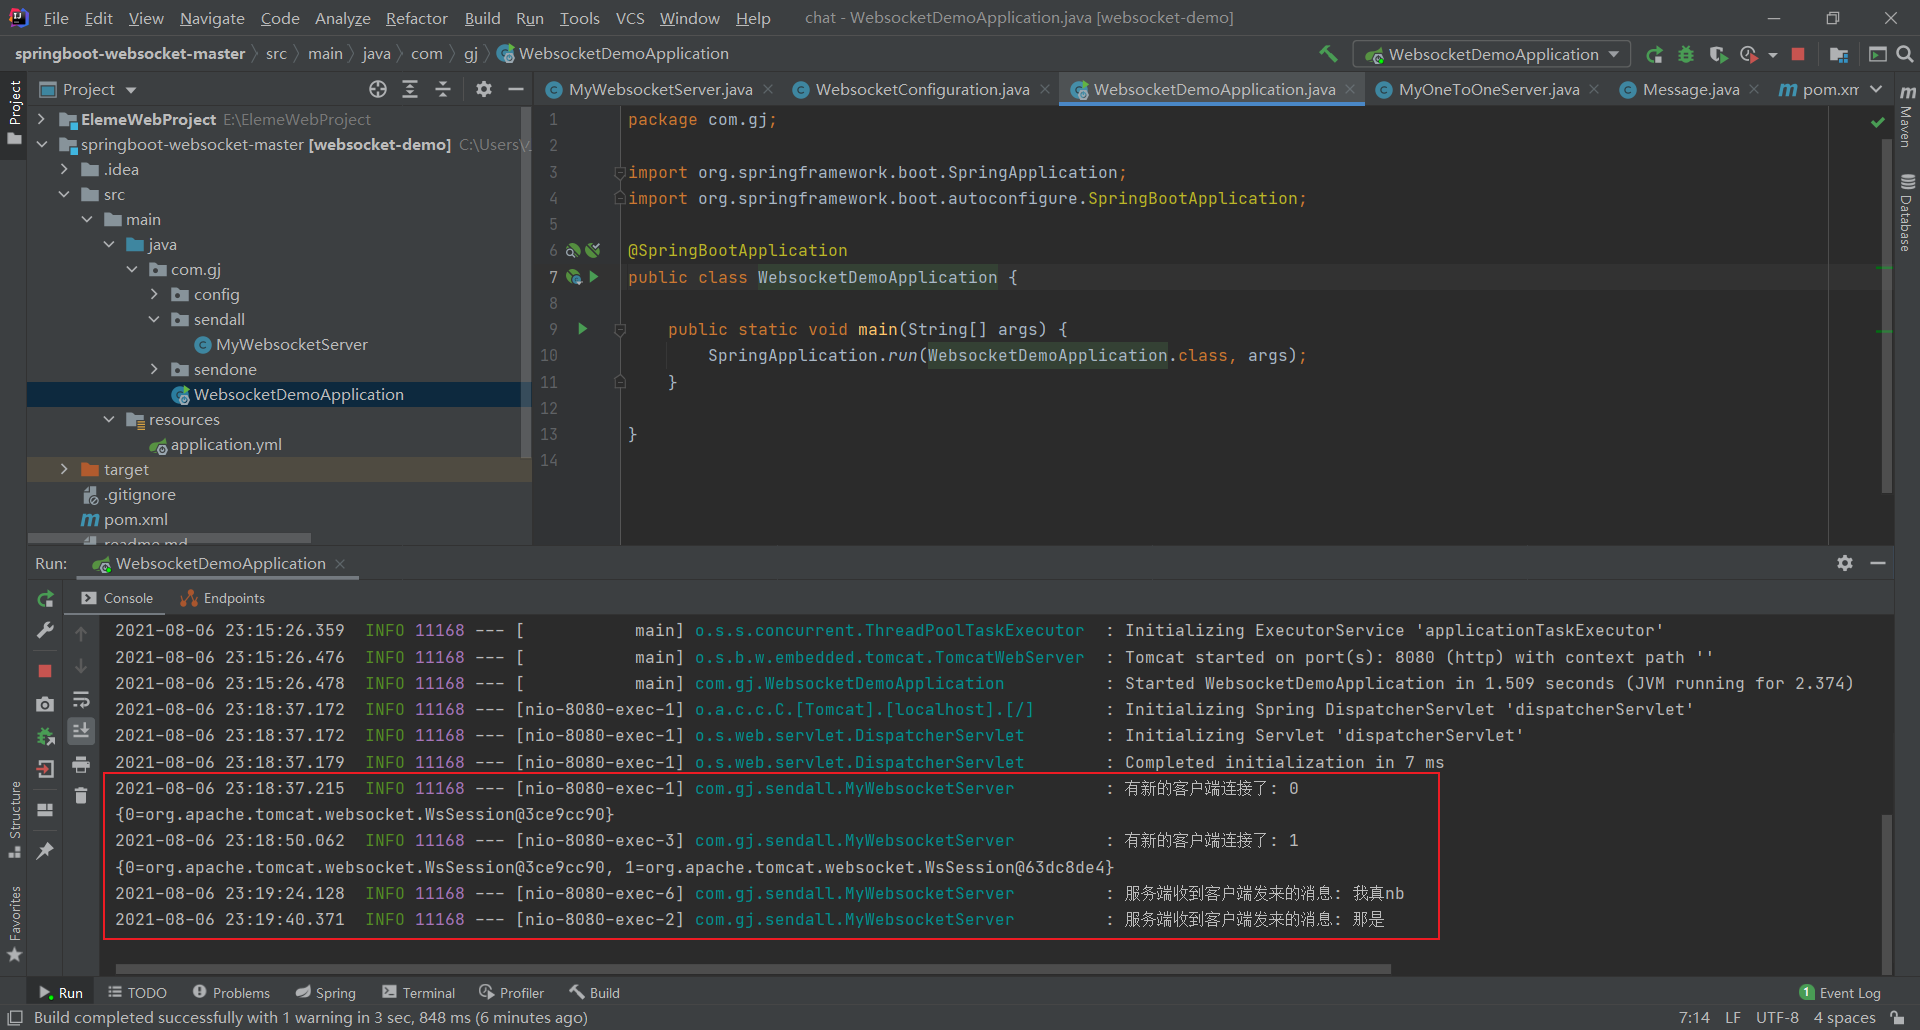 File Edit View Navigate Code Analyze Refactor Build Run Tools VCS Window Help chat - WebsocketDemoApplication.java [websocket-demo]
springboot-websocket-master src main java com gj WebsocketDemoApplication
WebsocketDemoApplication
Project
MyWebsocketServer.java WebsocketConfiguration.java WebsocketDemoApplication.java MyOneToOneServer.java Message.java pom.xm
Project
Maven
Database
Structure
Favorites
ElemeWebProject E:\ElemeWebProject
springboot-websocket-master [websocket-demo] C:\Users\
.idea
src
main
java
com.gj
config
sendall
MyWebsocketServer
sendone
WebsocketDemoApplication
resources
application.yml
target
.gitignore
pom.xml
readme.md
1 package com.gj;
2
3 import org.springframework.boot.SpringApplication;
4 import org.springframework.boot.autoconfigure.SpringBootApplication;
5
6 @SpringBootApplication
7 public class WebsocketDemoApplication {
8
9 public static void main(String[] args) {
10 SpringApplication.run(WebsocketDemoApplication.class, args);
11 }
12
13 }
14
Run: WebsocketDemoApplication
Console Endpoints
2021-08-06 23:15:26.359 INFO 11168 --- [ main] o.s.s.concurrent.ThreadPoolTaskExecutor : Initializing ExecutorService 'applicationTaskExecutor'
2021-08-06 23:15:26.476 INFO 11168 --- [ main] o.s.b.w.embedded.tomcat.TomcatWebServer : Tomcat started on port(s): 8080 (http) with context path ''
2021-08-06 23:15:26.478 INFO 11168 --- [ main] com.gj.WebsocketDemoApplication : Started WebsocketDemoApplication in 1.509 seconds (JVM running for 2.374)
2021-08-06 23:18:37.172 INFO 11168 --- [nio-8080-exec-1] o.a.c.c.C.[Tomcat].[localhost].[/] : Initializing Spring DispatcherServlet 'dispatcherServlet'
2021-08-06 23:18:37.172 INFO 11168 --- [nio-8080-exec-1] o.s.web.servlet.DispatcherServlet : Initializing Servlet 'dispatcherServlet'
2021-08-06 23:18:37.179 INFO 11168 --- [nio-8080-exec-1] o.s.web.servlet.DispatcherServlet : Completed initialization in 7 ms
2021-08-06 23:18:37.215 INFO 11168 --- [nio-8080-exec-1] com.gj.sendall.MyWebsocketServer : 有新的客户端连接了: 0
{0=org.apache.tomcat.websocket.WsSession@3ce9cc90}
2021-08-06 23:18:50.062 INFO 11168 --- [nio-8080-exec-3] com.gj.sendall.MyWebsocketServer : 有新的客户端连接了: 1
{0=org.apache.tomcat.websocket.WsSession@3ce9cc90, 1=org.apache.tomcat.websocket.WsSession@63dc8de4}
2021-08-06 23:19:24.128 INFO 11168 --- [nio-8080-exec-6] com.gj.sendall.MyWebsocketServer : 服务端收到客户端发来的消息: 我真nb
2021-08-06 23:19:40.371 INFO 11168 --- [nio-8080-exec-2] com.gj.sendall.MyWebsocketServer : 服务端收到客户端发来的消息: 那是
Run TODO Problems Spring Terminal Profiler Build 1 Event Log
Build completed successfully with 1 warning in 3 sec, 848 ms (6 minutes ago) 7:14 LF UTF-8 4 spaces